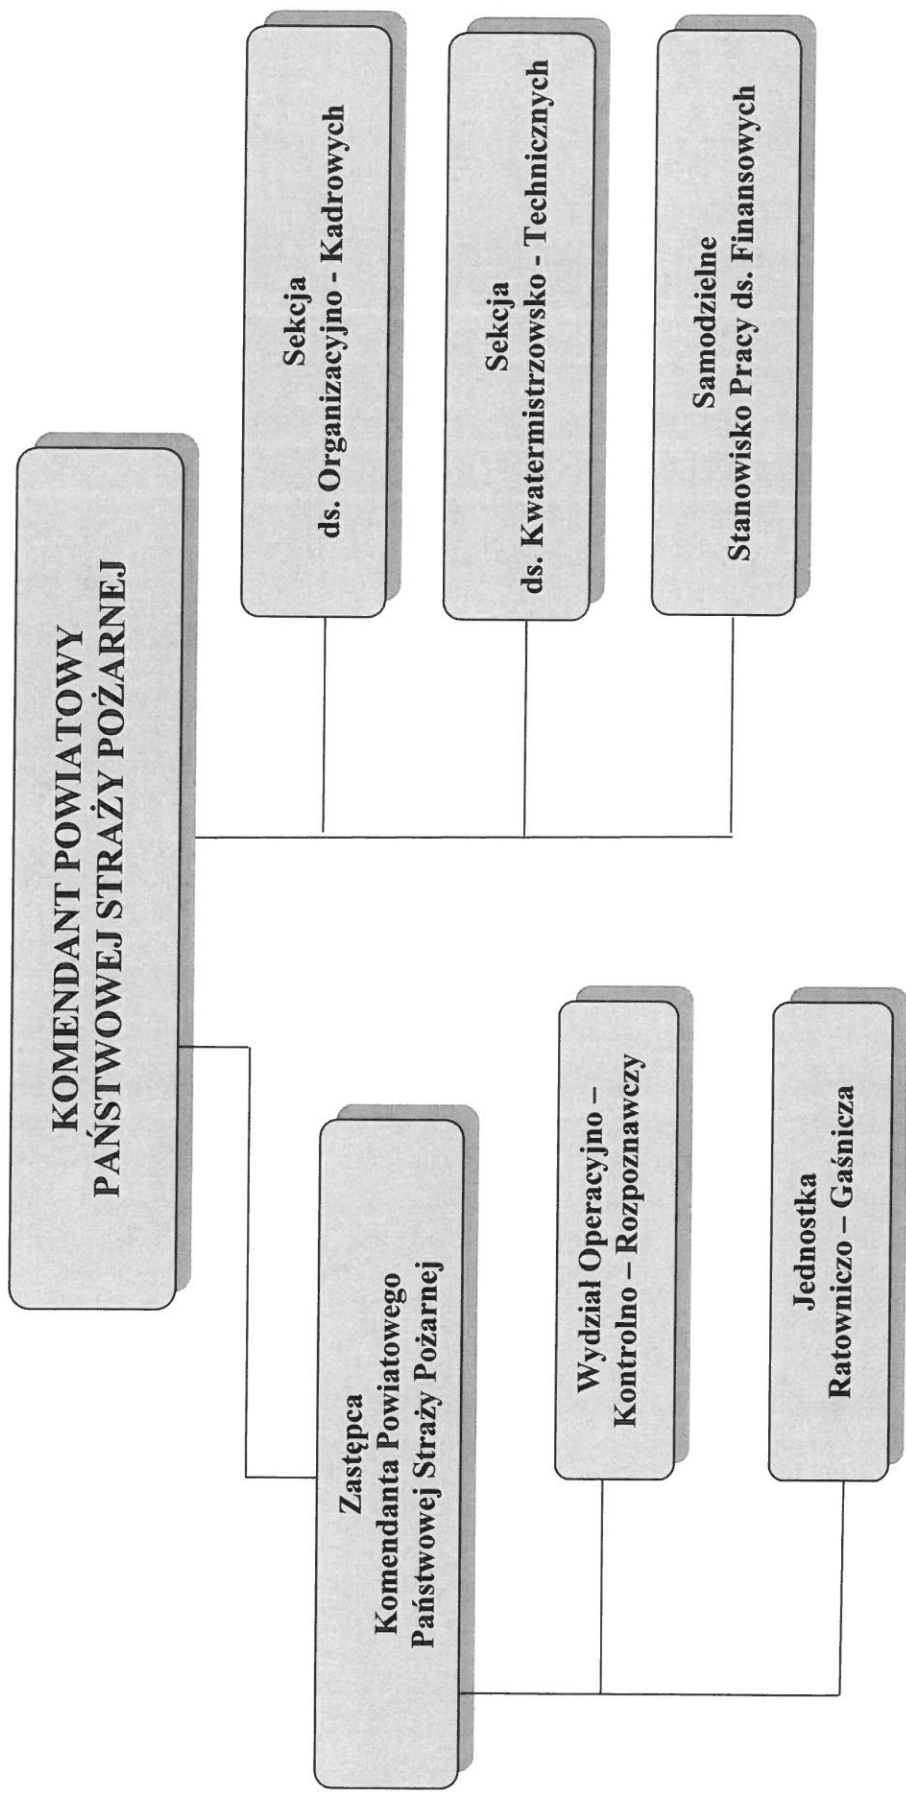 KOMENDANT POWIATOWY
PAŃSTWOWEJ STRAŻY POŻARNEJ
Zastępca
Komendanta Powiatowego
Państwowej Straży Pożarnej
Wydział Operacyjno –
Kontrolno – Rozpoznawczy
Jednostka
Ratowniczo – Gaśnicza
Sekcja
ds. Organizacyjno - Kadrowych
Sekcja
ds. Kwatermistrzowsko - Technicznych
Samodzielne
Stanowisko Pracy ds. Finansowych